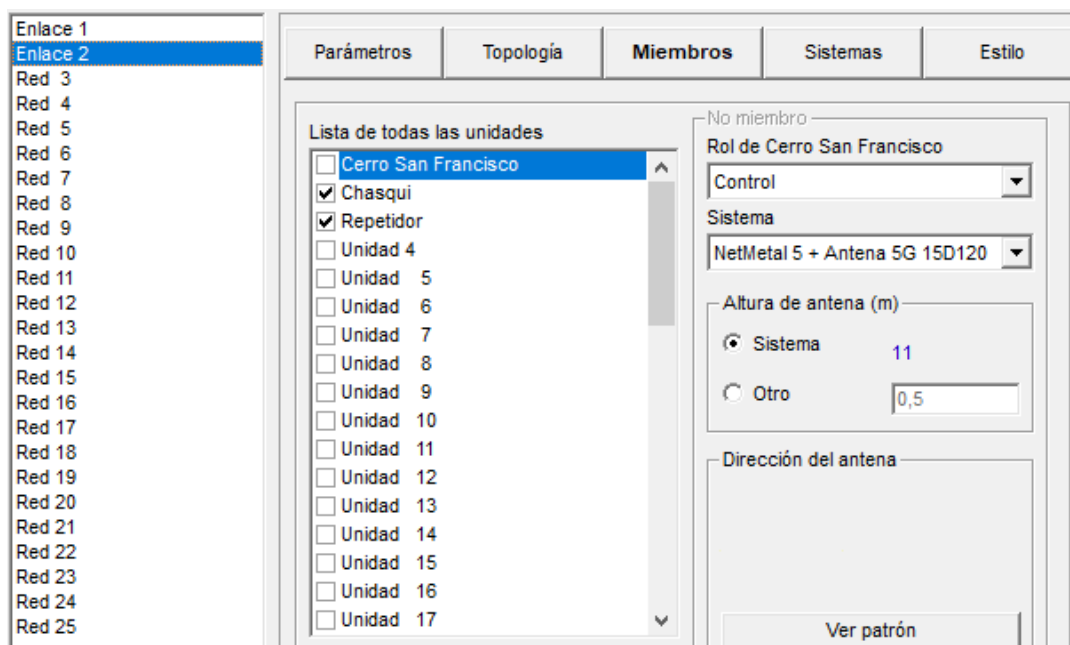 Enlace 1
Enlace 2
Red 3
Red 4
Red 5
Red 6
Red 7
Red 8
Red 9
Red 10
Red 11
Red 12
Red 13
Red 14
Red 15
Red 16
Red 17
Red 18
Red 19
Red 20
Red 21
Red 22
Red 23
Red 24
Red 25
Parámetros
Topología
Miembros
Sistemas
Estilo
Lista de todas las unidades
Cerro San Francisco
Chasqui
Repetidor
Unidad 4
Unidad 5
Unidad 6
Unidad 7
Unidad 8
Unidad 9
Unidad 10
Unidad 11
Unidad 12
Unidad 13
Unidad 14
Unidad 15
Unidad 16
Unidad 17
No miembro
Rol de Cerro San Francisco
Control
Sistema
NetMetal 5 + Antena 5G 15D120
Altura de antena (m)
Sistema 11
Otro 0,5
Dirección del antena
Ver patrón